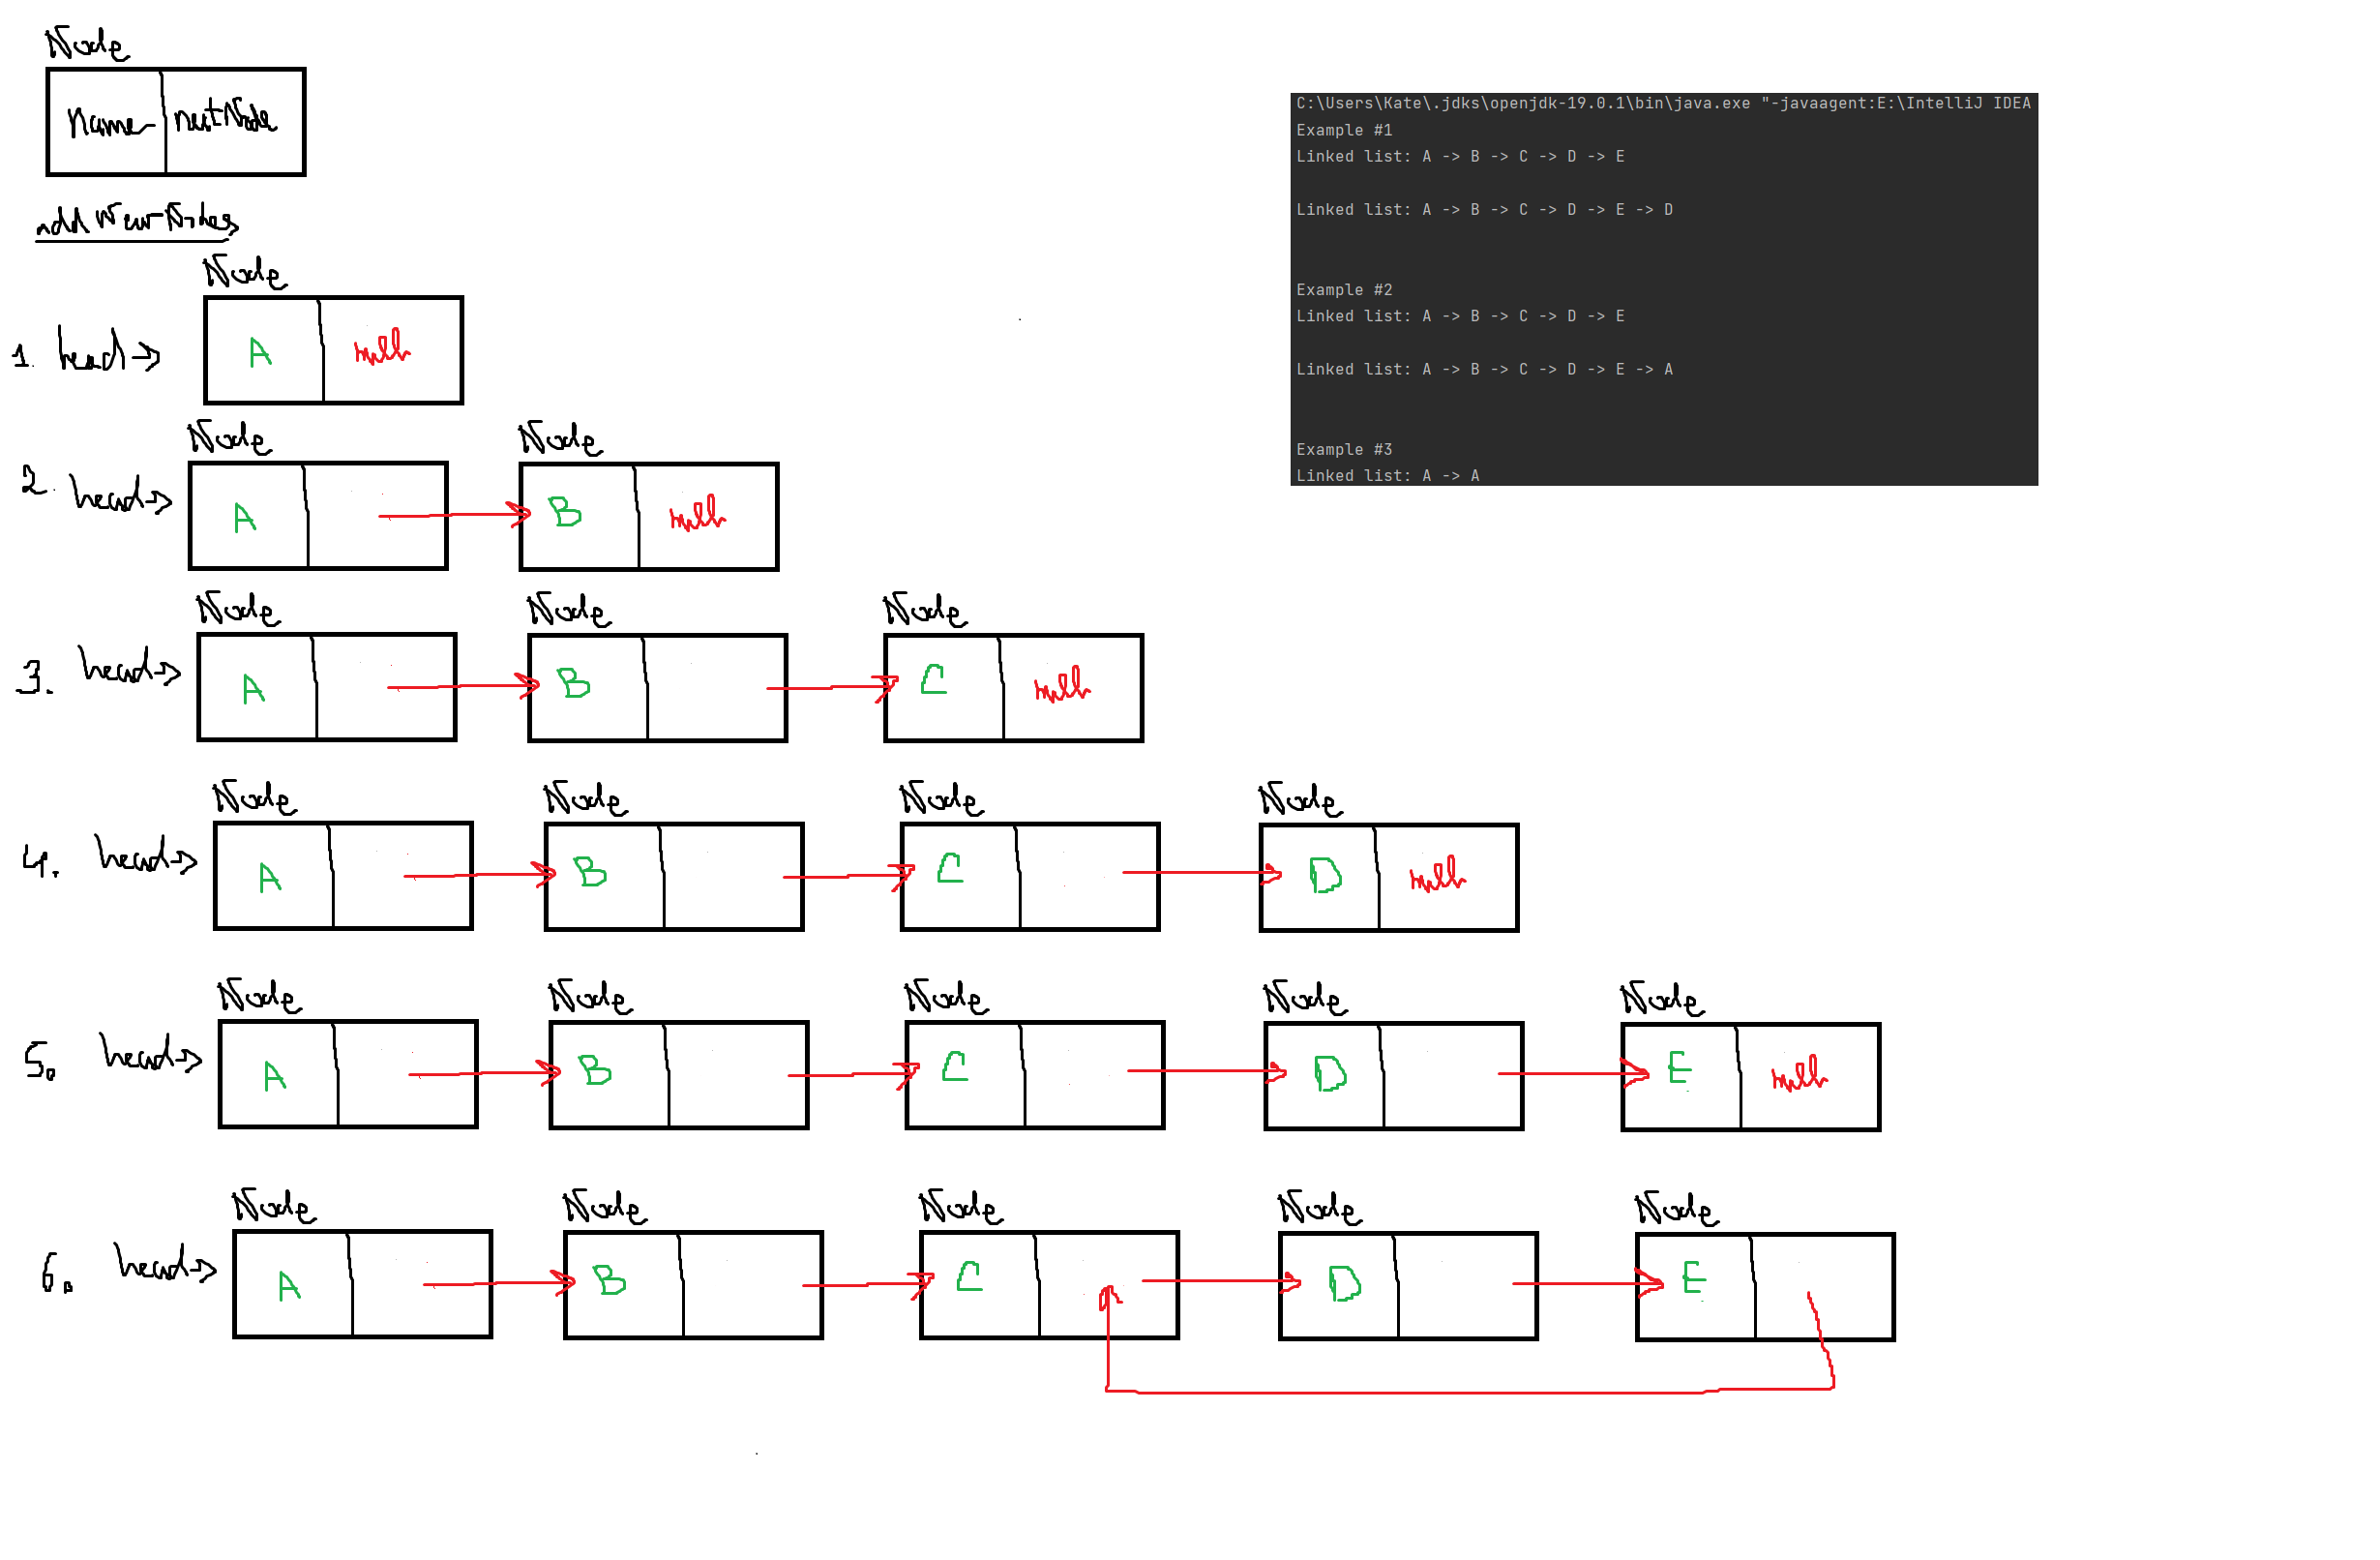 Node
Name nextNode
add New Nodes
Node
1. head→ A null
Node Node
2. head→ A B null
Node Node Node
3. head→ A B C null
Node Node Node Node
4. head→ A B C D null
Node Node Node Node Node
5. head→ A B C D E null
Node Node Node Node Node
6. head→ A B C D E
C:\Users\Kate\.jdks\openjdk-19.0.1\bin\java.exe "-javaagent:E:\IntelliJ IDEA
Example #1
Linked list: A -> B -> C -> D -> E
Linked list: A -> B -> C -> D -> E -> D
Example #2
Linked list: A -> B -> C -> D -> E
Linked list: A -> B -> C -> D -> E -> A
Example #3
Linked list: A -> A